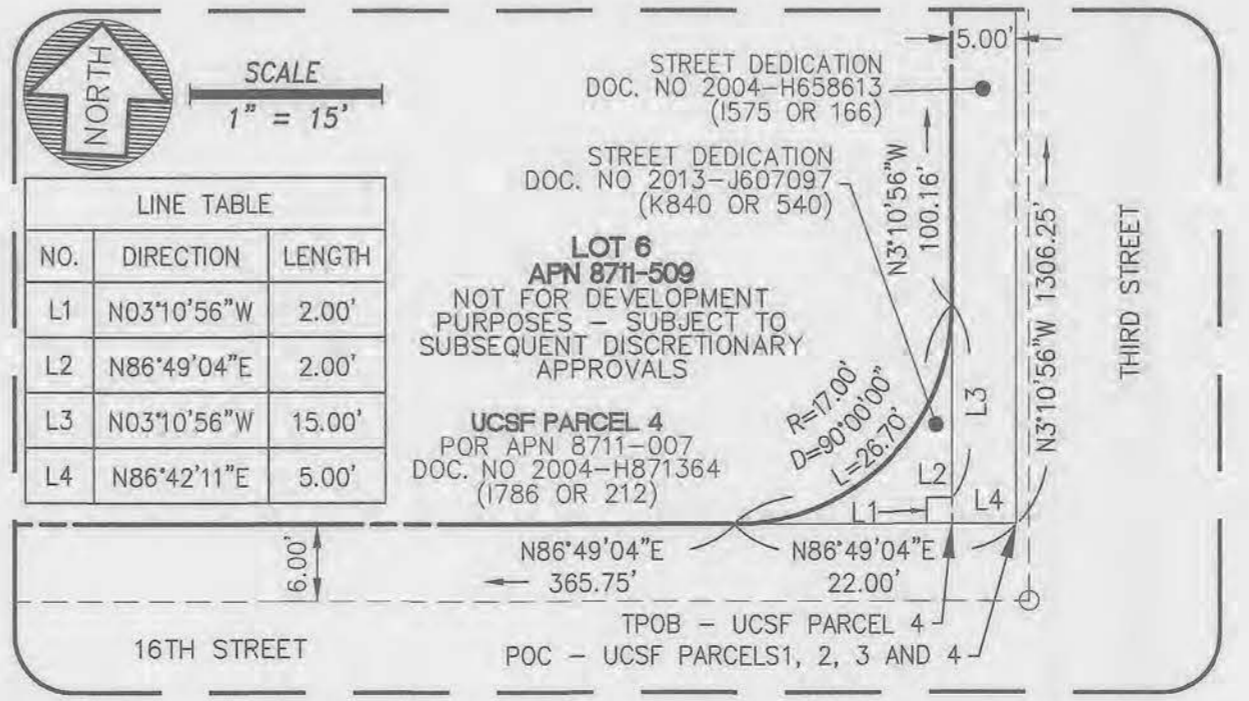 NORTH
SCALE
1" = 15'
LINE TABLE
NO. DIRECTION LENGTH
L1 N03°10'56"W 2.00'
L2 N86°49'04"E 2.00'
L3 N03°10'56"W 15.00'
L4 N86°42'11"E 5.00'
STREET DEDICATION
DOC. NO 2004-H658613
(I575 OR 166)
5.00'
STREET DEDICATION
DOC. NO 2013-J607097
(K840 OR 540)
N3°10'56"W
100.16'
N3°10'56"W 1306.25'
THIRD STREET
LOT 6
APN 8711-509
NOT FOR DEVELOPMENT
PURPOSES - SUBJECT TO
SUBSEQUENT DISCRETIONARY
APPROVALS
UCSF PARCEL 4
POR APN 8711-007
DOC. NO 2004-H871364
(I786 OR 212)
R=17.00'
D=90°00'00"
L=26.70'
L3
L2
L1
L4
6.00'
N86°49'04"E
365.75'
N86°49'04"E
22.00'
TPOB - UCSF PARCEL 4
POC - UCSF PARCELS1, 2, 3 AND 4
16TH STREET